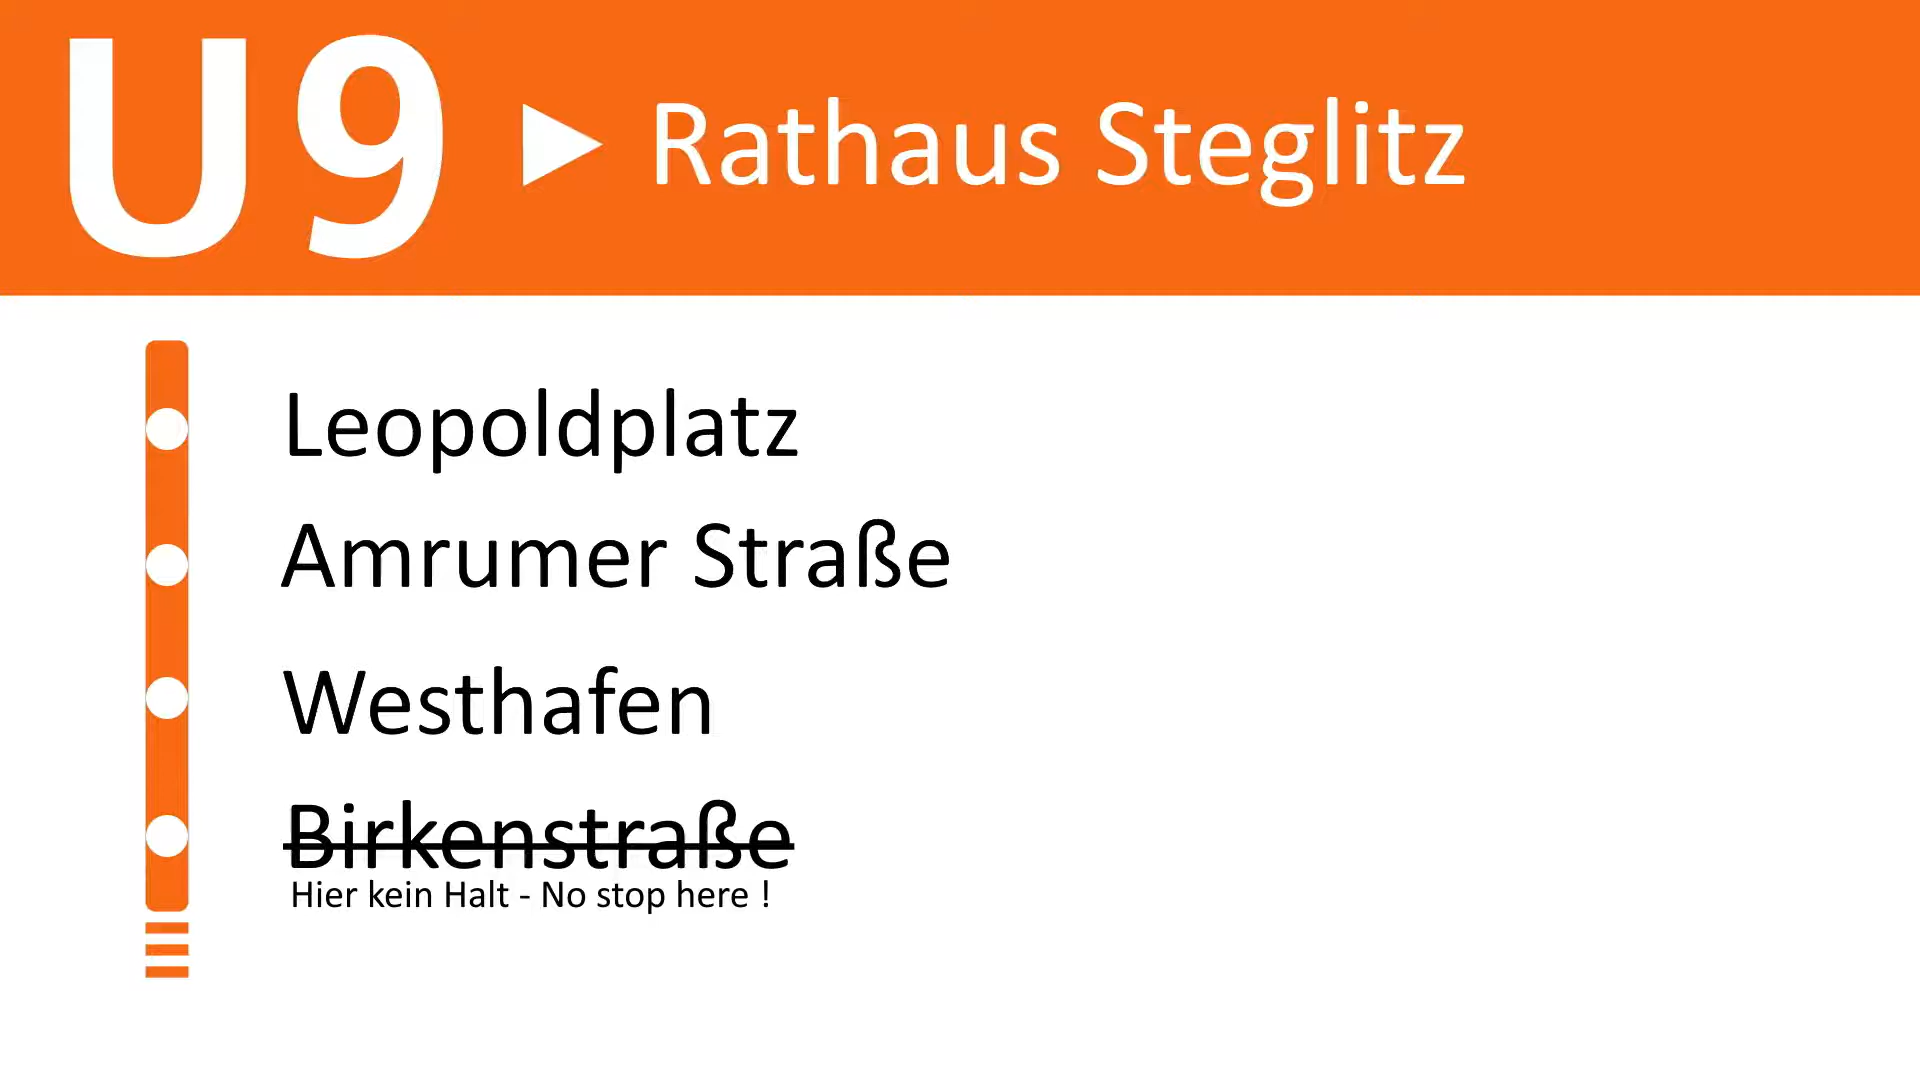 U9 ▶ Rathaus Steglitz
Leopoldplatz
Amrumer Straße
Westhafen
Birkenstraße
Hier kein Halt - No stop here !